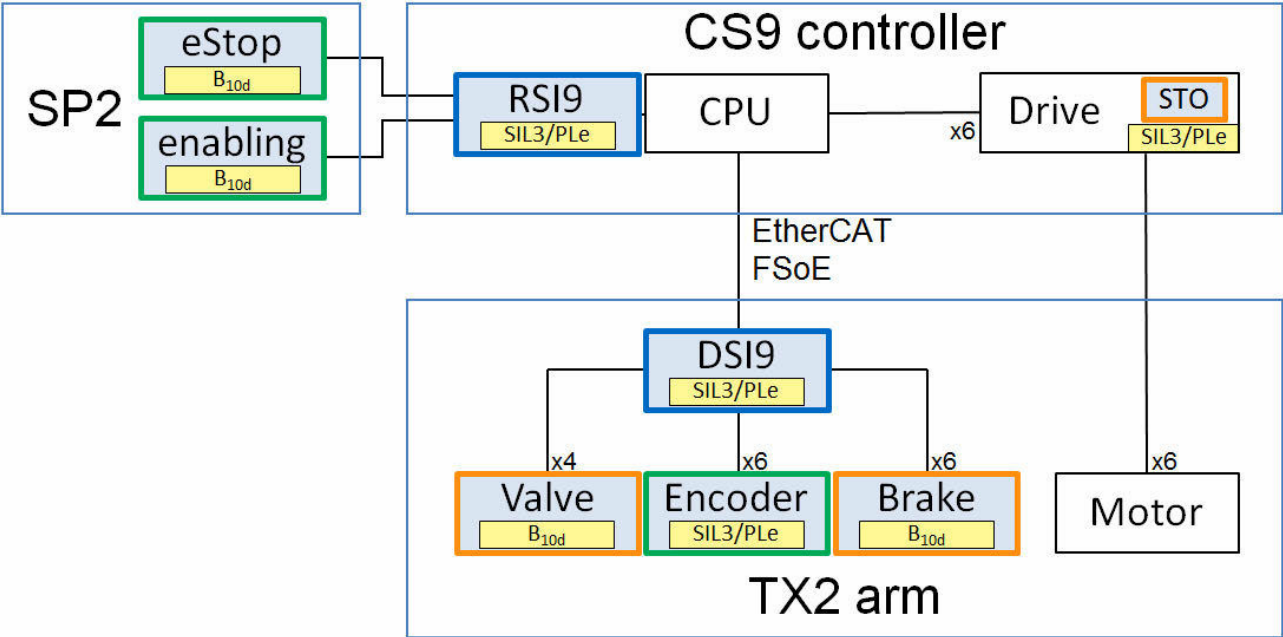 SP2
eStop
B10d
enabling
B10d
CS9 controller
RSI9
SIL3/PLe
CPU
x6
Drive
STO
SIL3/PLe
EtherCAT
FSoE
DSI9
SIL3/PLe
x4
x6
x6
x6
Valve
B10d
Encoder
SIL3/PLe
Brake
B10d
Motor
TX2 arm